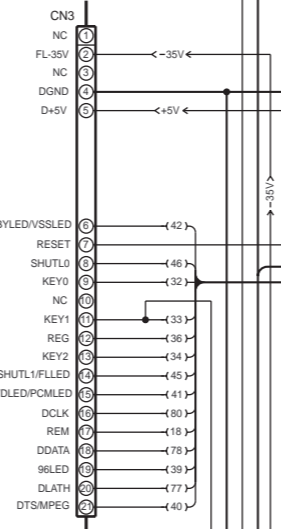 CN3
NC 1
FL-35V 2 -35V
NC 3
DGND 4
D+5V 5 +5V
-35V
BYLED/VSSLED 6 42
RESET 7
SHUTL0 8 46
KEY0 9 32
NC 10
KEY1 11 33
REG 12 36
KEY2 13 34
SHUTL1/FLLED 14 45
DLED/PCMLED 15 41
DCLK 16 80
REM 17 18
DDATA 18 78
96LED 19 39
DLATH 20 77
DTS/MPEG 21 40